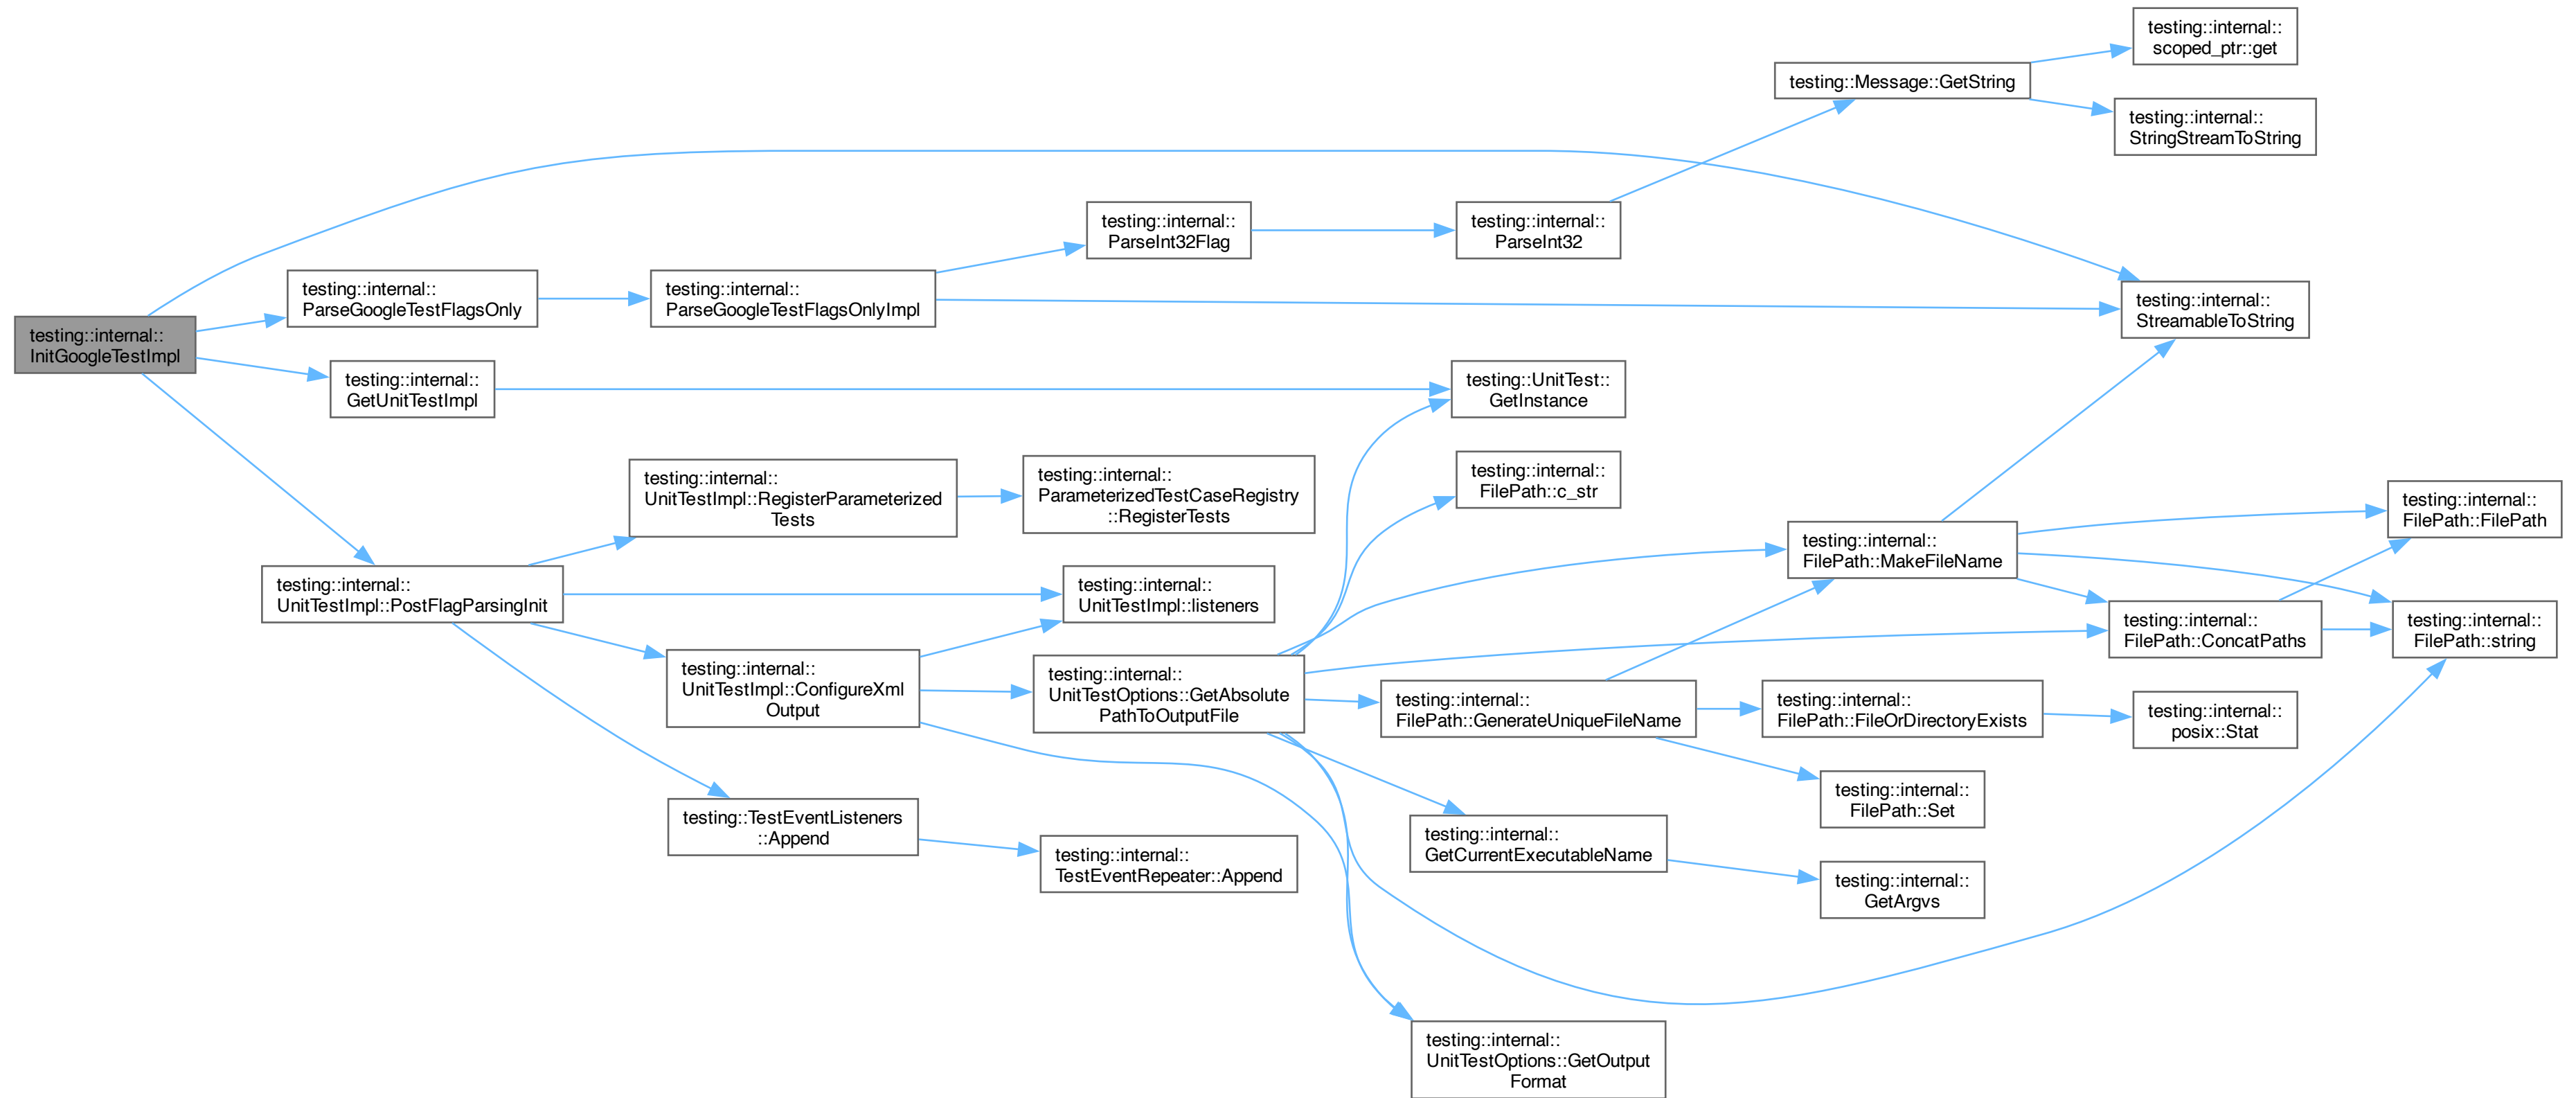 testing::internal::
scoped_ptr::get
testing::Message::GetString
testing::internal::
StringStreamToString
testing::internal::
ParseInt32Flag
testing::internal::
ParseInt32
testing::internal::
ParseGoogleTestFlagsOnly
testing::internal::
ParseGoogleTestFlagsOnlyImpl
testing::internal::
StreamableToString
testing::internal::
InitGoogleTestImpl
testing::internal::
GetUnitTestImpl
testing::UnitTest::
GetInstance
testing::internal::
UnitTestImpl::RegisterParameterized
Tests
testing::internal::
ParameterizedTestCaseRegistry
::RegisterTests
testing::internal::
FilePath::c_str
testing::internal::
FilePath::MakeFileName
testing::internal::
FilePath::FilePath
testing::internal::
UnitTestImpl::PostFlagParsingInit
testing::internal::
UnitTestImpl::listeners
testing::internal::
FilePath::ConcatPaths
testing::internal::
FilePath::string
testing::internal::
UnitTestImpl::ConfigureXml
Output
testing::internal::
UnitTestOptions::GetAbsolute
PathToOutputFile
testing::internal::
FilePath::GenerateUniqueFileName
testing::internal::
FilePath::FileOrDirectoryExists
testing::internal::
posix::Stat
testing::internal::
FilePath::Set
testing::TestEventListeners
::Append
testing::internal::
TestEventRepeater::Append
testing::internal::
GetCurrentExecutableName
testing::internal::
GetArgvs
testing::internal::
UnitTestOptions::GetOutput
Format